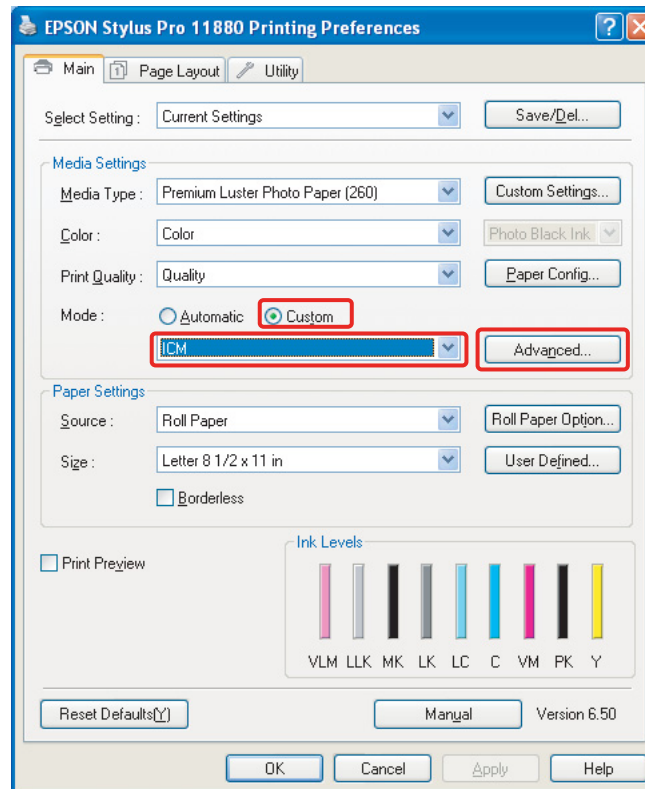 EPSON Stylus Pro 11880 Printing Preferences
Main Page Layout Utility
Select Setting : Current Settings Save/Del...
Media Settings
Media Type : Premium Luster Photo Paper (260) Custom Settings...
Color : Color Photo Black Ink
Print Quality : Quality Paper Config...
Mode : Automatic Custom
ICM Advanced...
Paper Settings
Source : Roll Paper Roll Paper Option...
Size : Letter 8 1/2 x 11 in User Defined...
Borderless
Print Preview
Ink Levels
VLM LLK MK LK LC C VM PK Y
Reset Defaults(Y) Manual Version 6.50
OK Cancel Apply Help